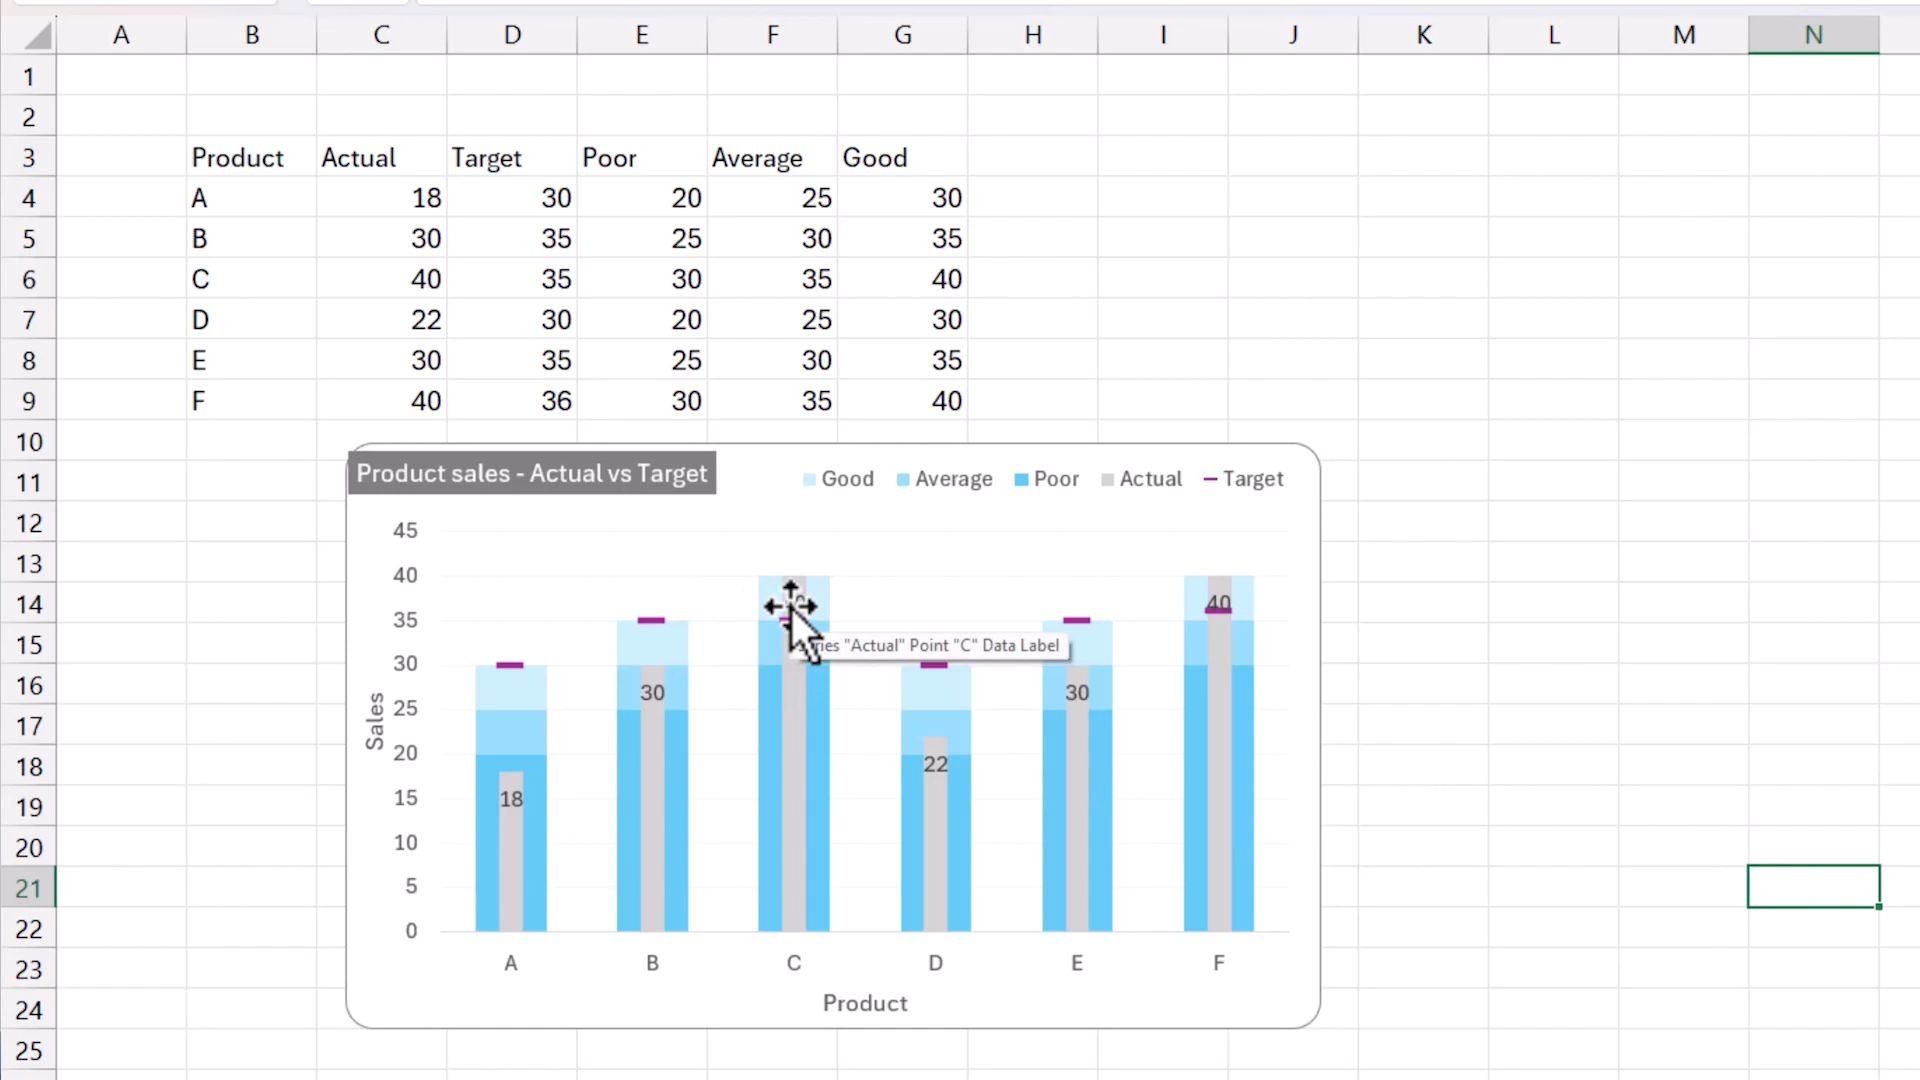 A B C D E F G H I J K L M N
1
2
3 Product Actual Target Poor Average Good
4 A 18 30 20 25 30
5 B 30 35 25 30 35
6 C 40 35 30 35 40
7 D 22 30 20 25 30
8 E 30 35 25 30 35
9 F 40 36 30 35 40
10
11
12
13
14
15
16
17
18
19
20
21
22
23
24
25
Product sales - Actual vs Target
Good Average Poor Actual Target
45
40
35
30
25
20
15
10
5
0
Sales
18
30
22
30
40
"Actual" Point "C" Data Label
A B C D E F
Product